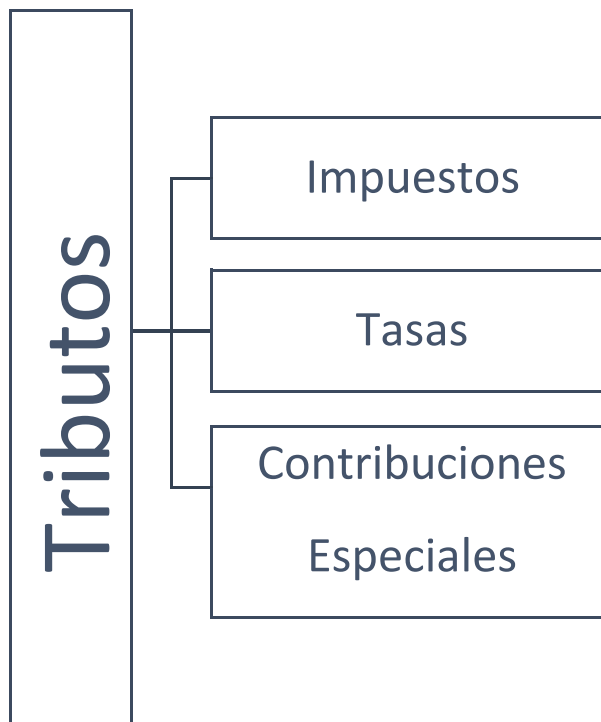 Tributos
Impuestos
Tasas
Contribuciones
Especiales